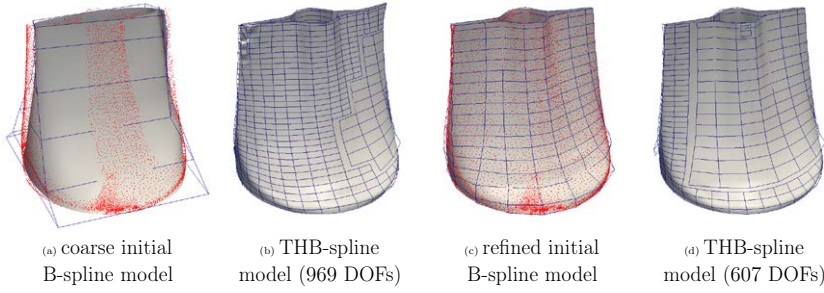 (a) coarse initial
B-spline model
(b) THB-spline
model (969 DOFs)
(c) refined initial
B-spline model
(d) THB-spline
model (607 DOFs)